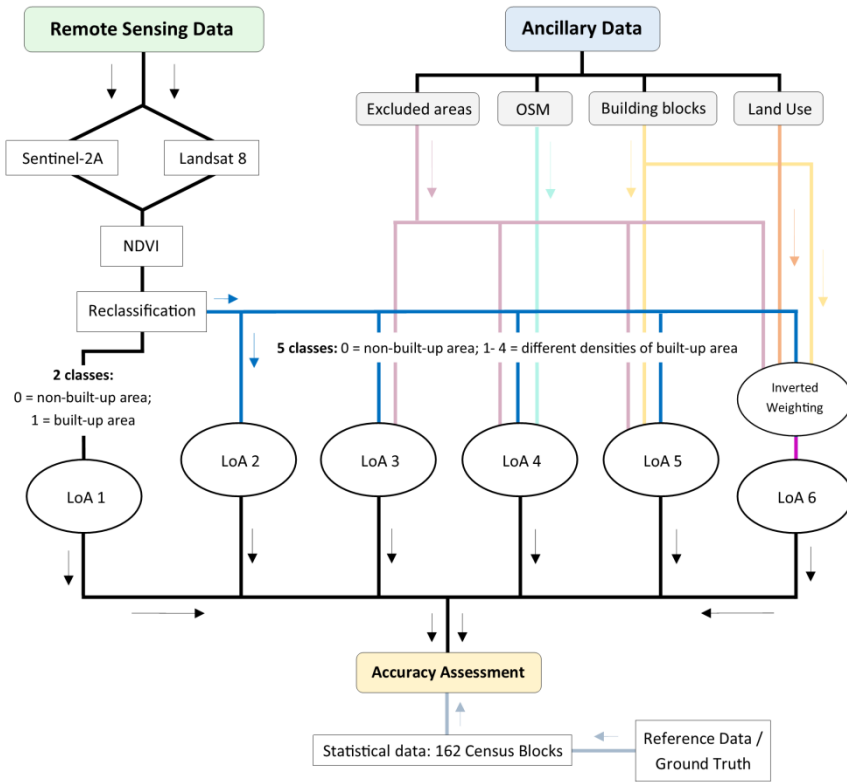 Remote Sensing Data
Ancillary Data
Excluded areas
OSM
Building blocks
Land Use
Sentinel-2A
Landsat 8
NDVI
Reclassification
5 classes: 0 = non-built-up area; 1- 4 = different densities of built-up area
2 classes:
0 = non-built-up area;
1 = built-up area
Inverted
Weighting
LoA 1
LoA 2
LoA 3
LoA 4
LoA 5
LoA 6
Accuracy Assessment
Statistical data: 162 Census Blocks
Reference Data /
Ground Truth